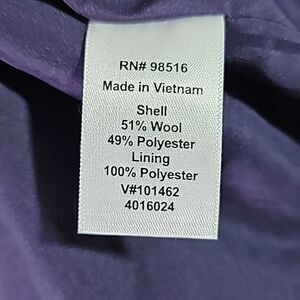 RN# 98516
Made in Vietnam
Shell
51% Wool
49% Polyester
Lining
100% Polyester
V#101462
4016024